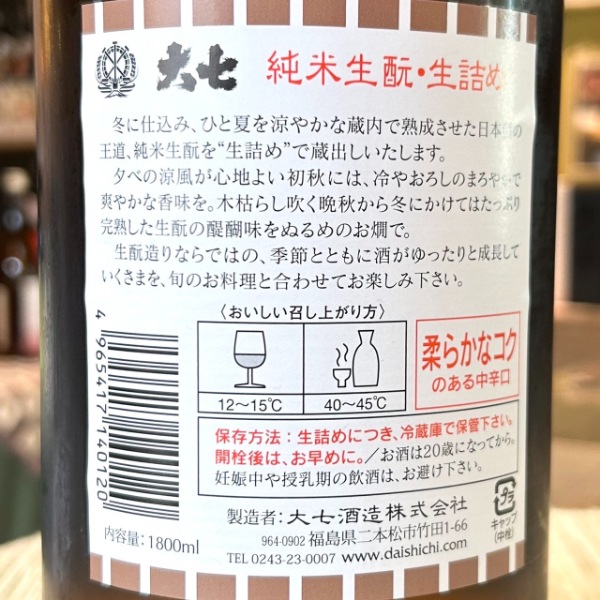 大七 純米生酛・生詰め
冬に仕込み、ひと夏を涼やかな蔵内で熟成させた日本酒の
王道、純米生酛を“生詰め”で蔵出しいたします。
夕べの涼風が心地よい初秋には、冷やおろしのまろやかで
爽やかな香味を。木枯らし吹く晩秋から冬にかけてはたっぷり
完熟した生酛の醍醐味をぬるめのお燗で。
生酛造りならではの、季節とともに酒がゆったりと成長して
いくさまを、旬のお料理と合わせてお楽しみ下さい。
〈おいしい召し上がり方〉
12〜15℃
40〜45℃
柔らかなコク
のある中辛口
4965417140120
保存方法：生詰めにつき、冷蔵庫で保管下さい。
開栓後は、お早めに。／お酒は20歳になってから。
妊娠中や授乳期の飲酒は、お避け下さい。
製造者：大七酒造株式会社
964-0902 福島県二本松市竹田1-66
TEL 0243-23-0007 www.daishichi.com
内容量：1800ml
プラ
キャップ
(中栓)